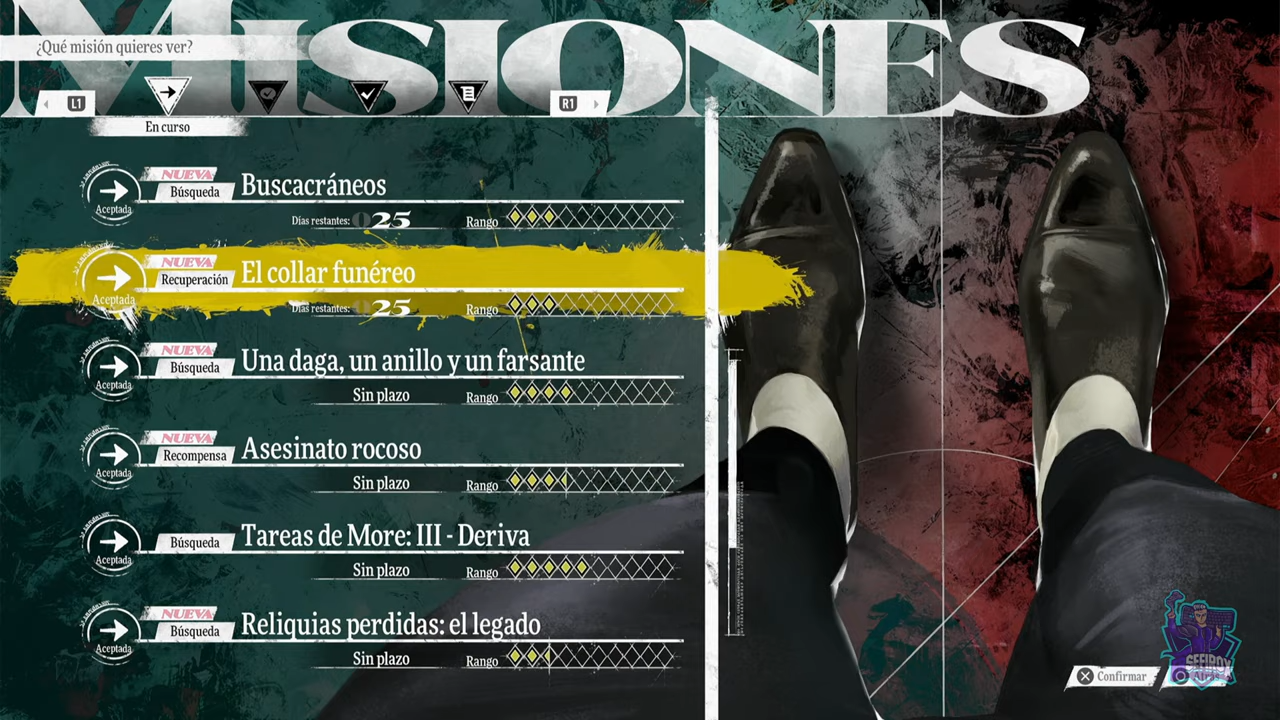 MISIONES
¿Qué misión quieres ver?
L1
R1
En curso
Aceptada
NUEVA
Búsqueda
Buscacráneos
Días restantes: 025
Rango
Aceptada
NUEVA
Recuperación
El collar funéreo
Días restantes: 025
Rango
Aceptada
NUEVA
Búsqueda
Una daga, un anillo y un farsante
Sin plazo
Rango
Aceptada
NUEVA
Recompensa
Asesinato rocoso
Sin plazo
Rango
Aceptada
Búsqueda
Tareas de More: III - Deriva
Sin plazo
Rango
Aceptada
NUEVA
Búsqueda
Reliquias perdidas: el legado
Sin plazo
Rango
Confirmar
Atrás